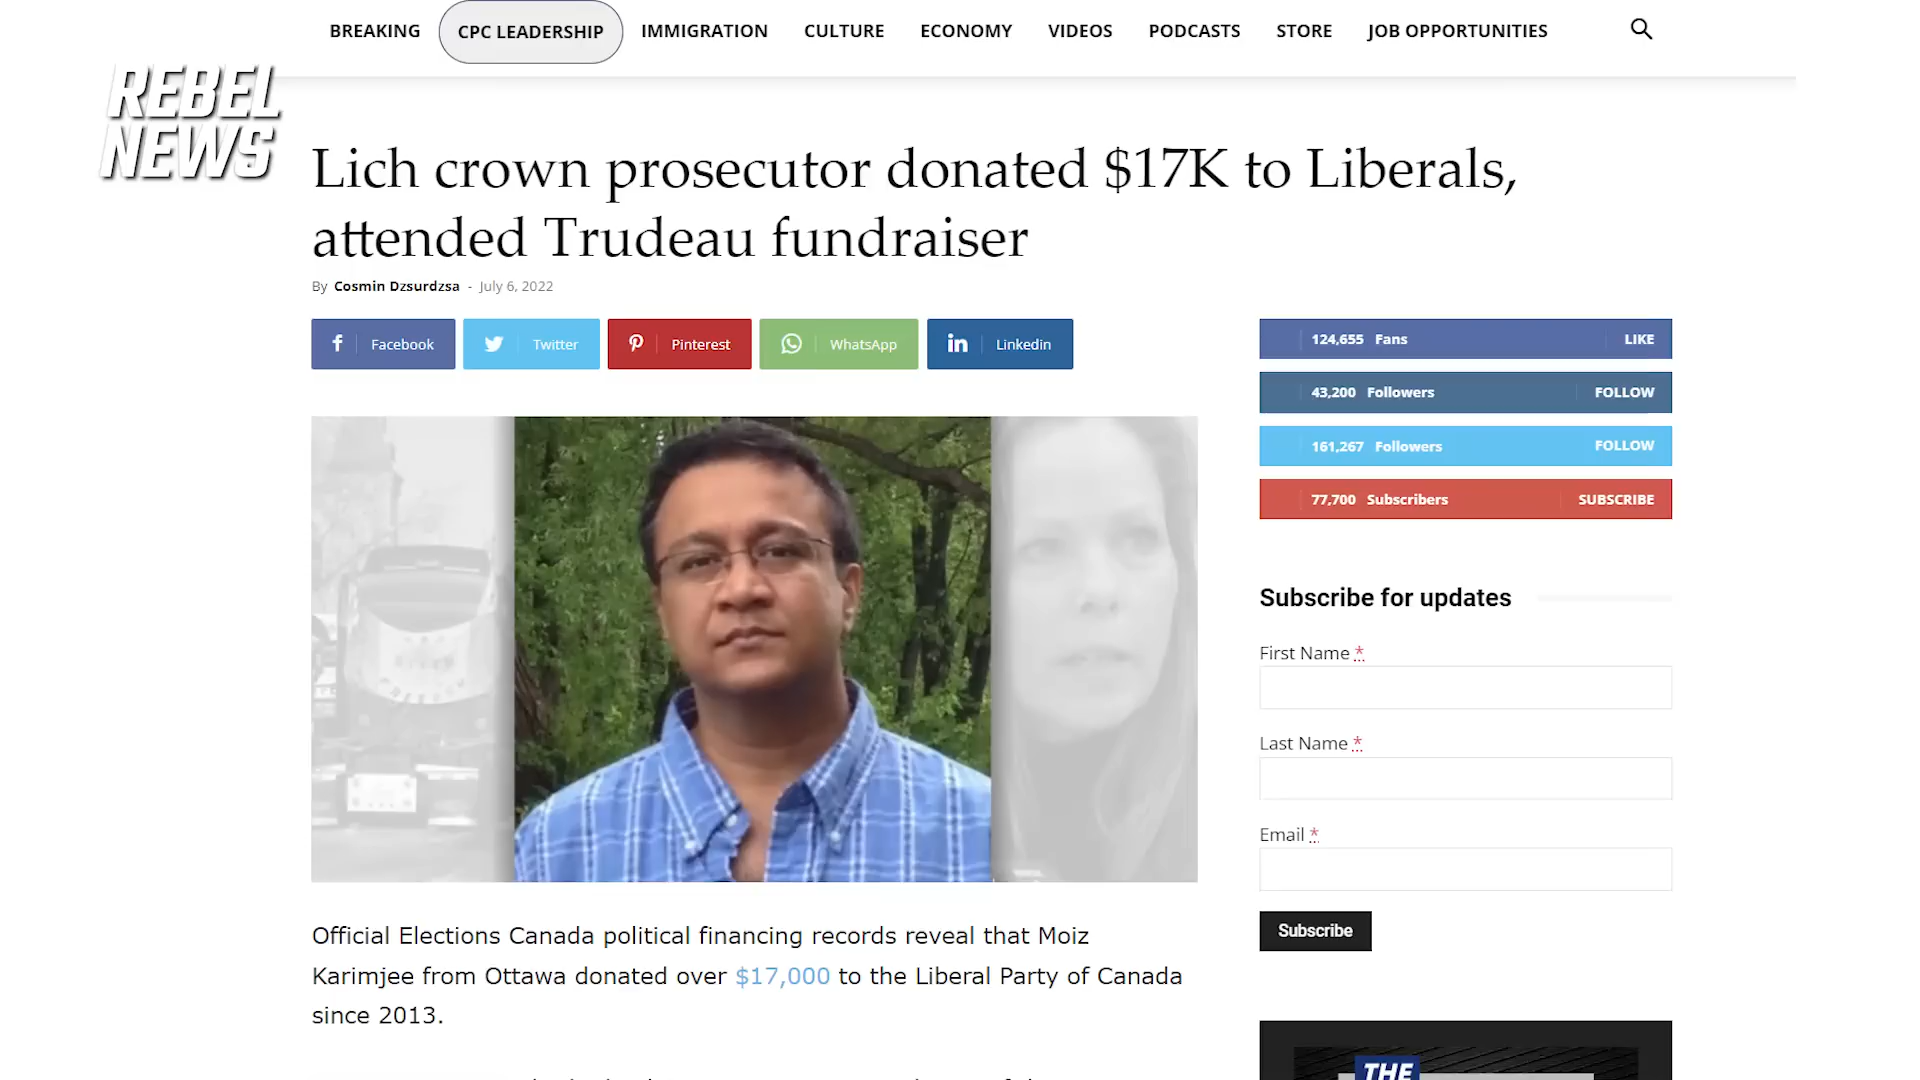 BREAKING CPC LEADERSHIP IMMIGRATION CULTURE ECONOMY VIDEOS PODCASTS STORE JOB OPPORTUNITIES
REBEL
NEWS
Lich crown prosecutor donated $17K to Liberals,
attended Trudeau fundraiser
By Cosmin Dzsurdzsa - July 6, 2022
Facebook Twitter Pinterest WhatsApp Linkedin
124,655 Fans LIKE
43,200 Followers FOLLOW
161,267 Followers FOLLOW
77,700 Subscribers SUBSCRIBE
Subscribe for updates
First Name *
Last Name *
Email *
Subscribe
Official Elections Canada political financing records reveal that Moiz
Karimjee from Ottawa donated over $17,000 to the Liberal Party of Canada
since 2013.
THE